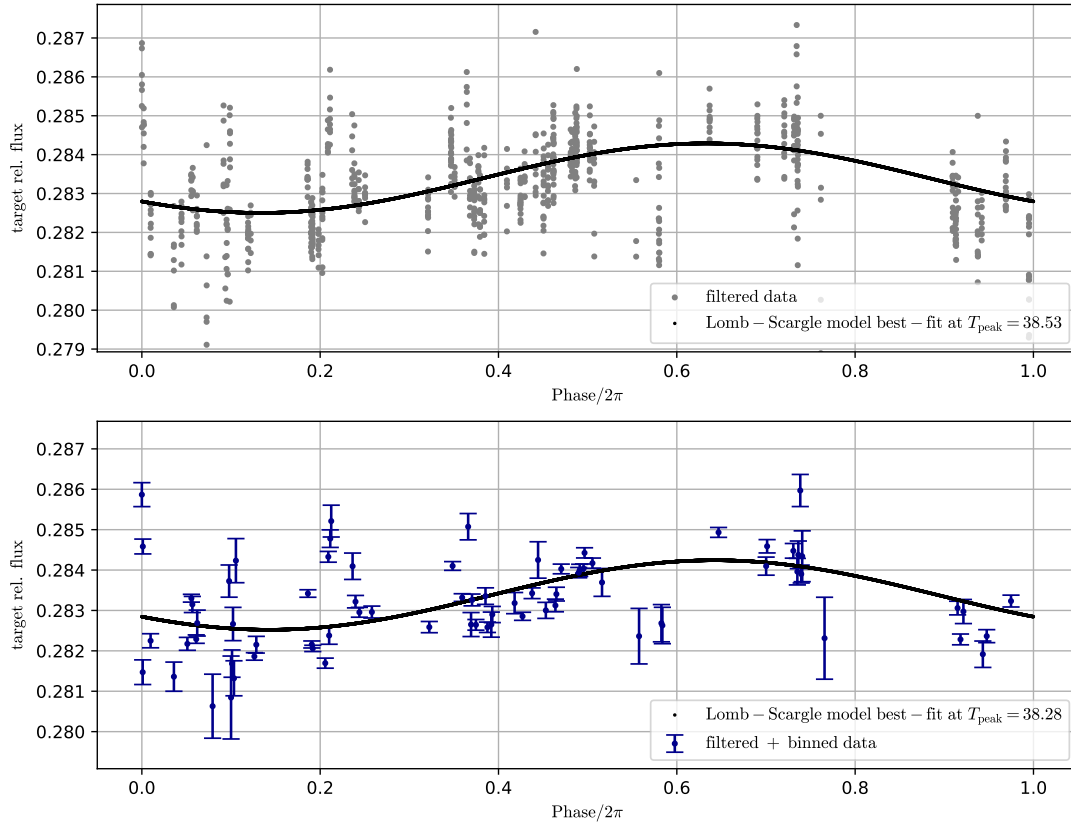 0.287
0.286
0.285
0.284
0.283
0.282
0.281
0.280
0.279
target rel. flux
0.0 0.2 0.4 0.6 0.8 1.0
Phase/2π
filtered data
Lomb − Scargle model best − fit at T_peak = 38.53
0.287
0.286
0.285
0.284
0.283
0.282
0.281
0.280
target rel. flux
0.0 0.2 0.4 0.6 0.8 1.0
Phase/2π
Lomb − Scargle model best − fit at T_peak = 38.28
filtered + binned data